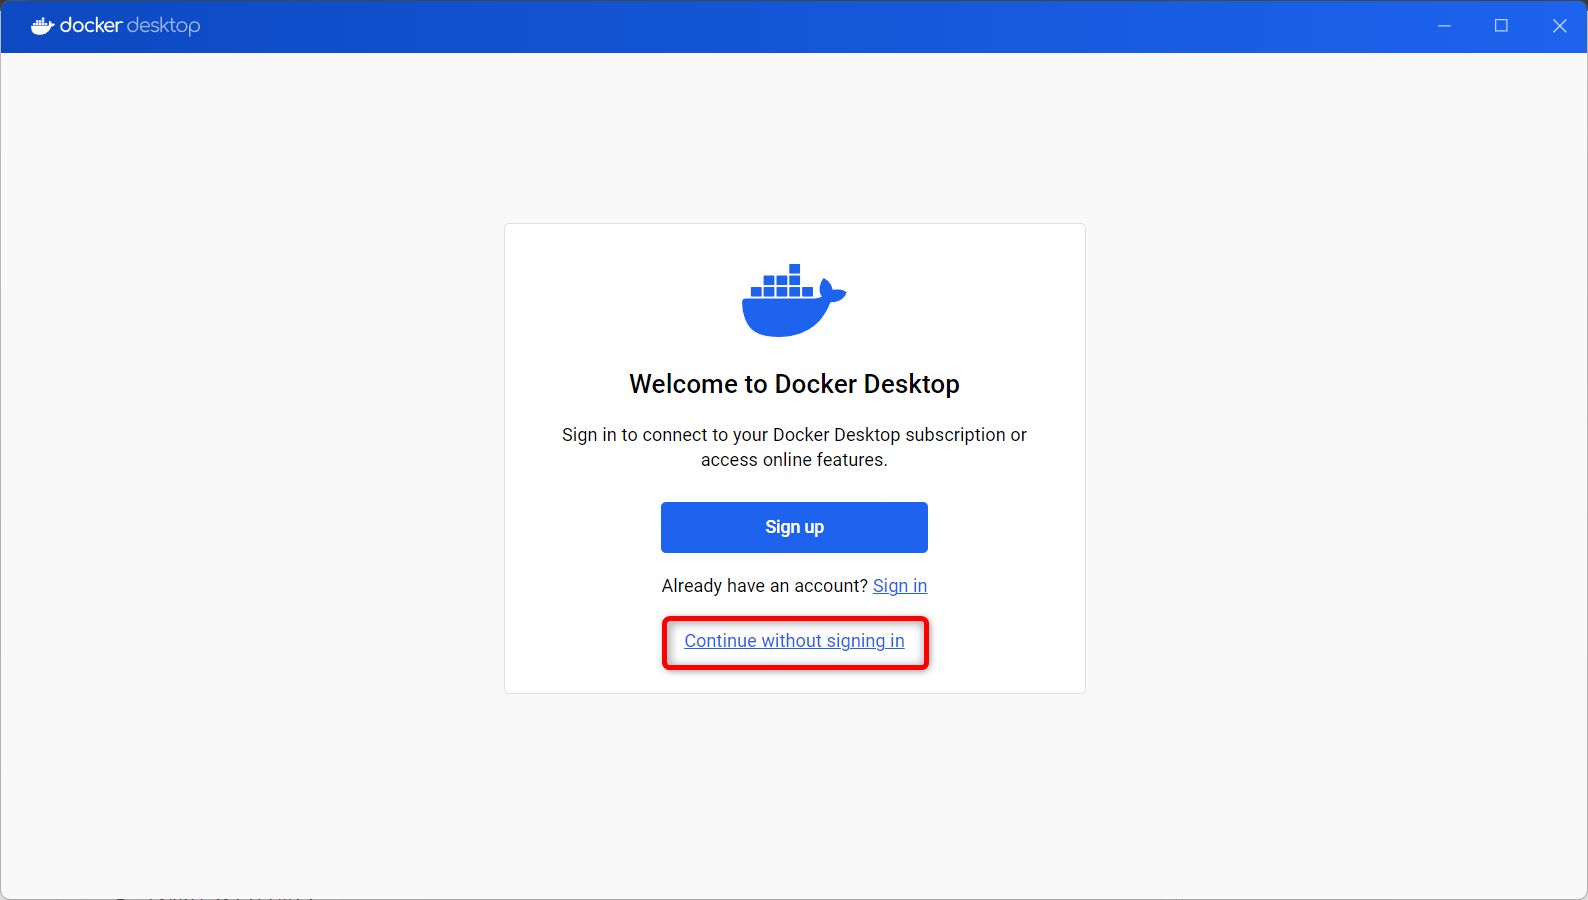 docker desktop
Welcome to Docker Desktop
Sign in to connect to your Docker Desktop subscription or
access online features.
Sign up
Already have an account? Sign in
Continue without signing in